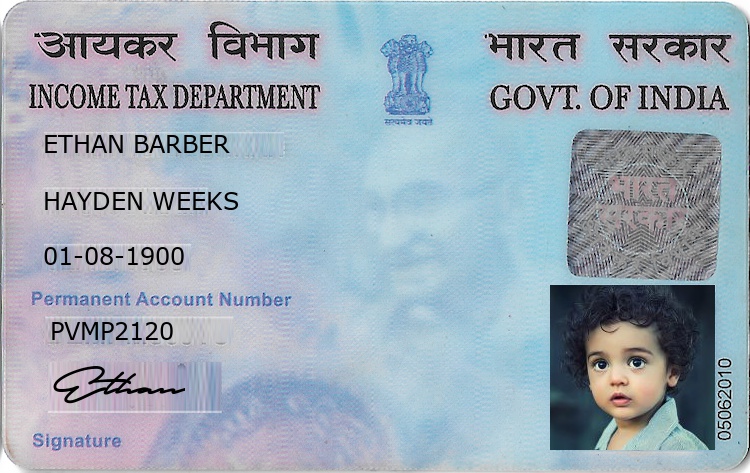 आयकर विभाग
भारत सरकार
INCOME TAX DEPARTMENT
GOVT. OF INDIA
सत्यमेव जयते
ETHAN BARBER
HAYDEN WEEKS
भारत
सरकार
01-08-1900
Permanent Account Number
PVMP2120
Ethan
05062010
Signature